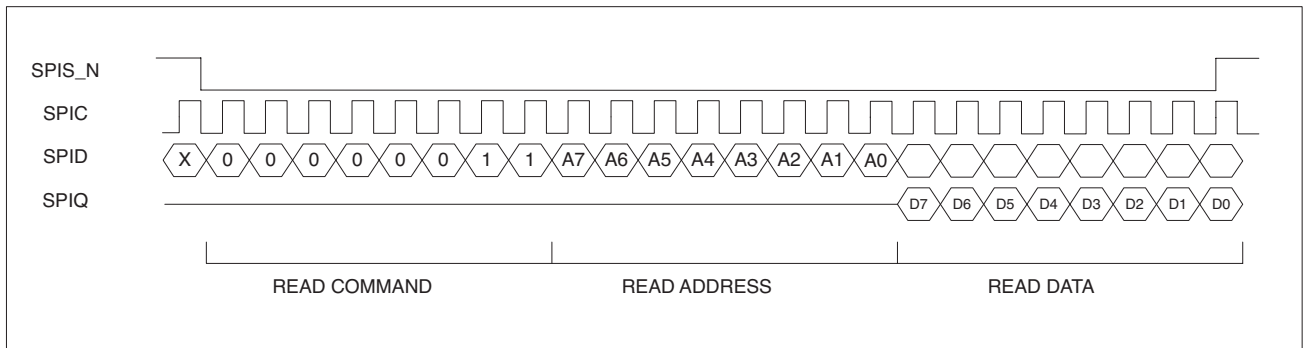 SPIS_N
SPIC
SPID X 0 0 0 0 0 0 1 1 A7 A6 A5 A4 A3 A2 A1 A0
SPIQ D7 D6 D5 D4 D3 D2 D1 D0
READ COMMAND READ ADDRESS READ DATA